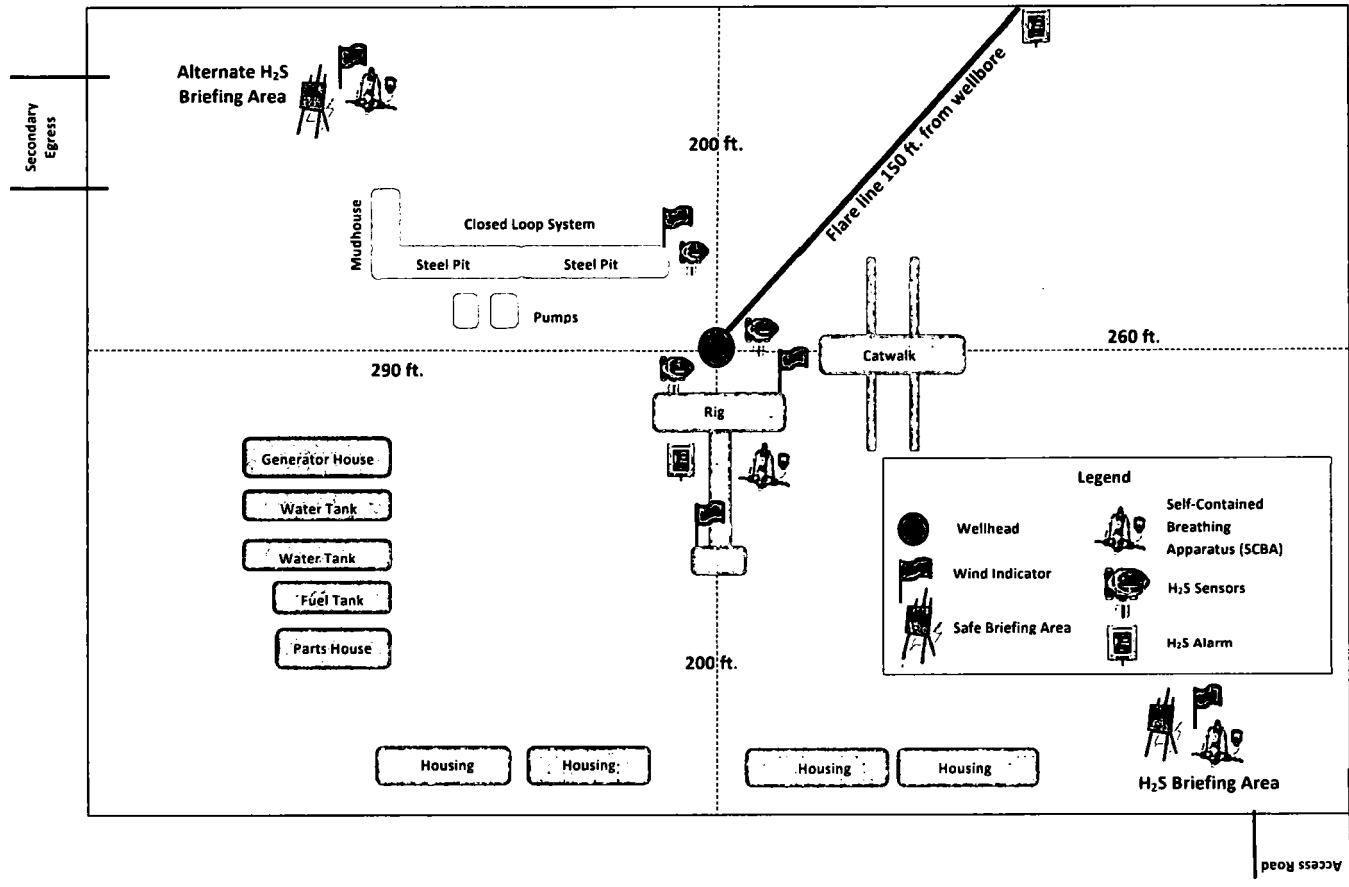 Alternate H₂S
Briefing Area
Secondary
Egress
200 ft.
Flare line 150 ft. from wellbore
Mudhouse
Closed Loop System
Steel Pit
Steel Pit
Pumps
290 ft.
260 ft.
Catwalk
Rig
Generator House
Water Tank
Water Tank
Fuel Tank
Parts House
Legend
Wellhead
Wind Indicator
Safe Briefing Area
Self-Contained
Breathing
Apparatus (SCBA)
H₂S Sensors
H₂S Alarm
200 ft.
Housing
Housing
Housing
Housing
H₂S Briefing Area
Access Road